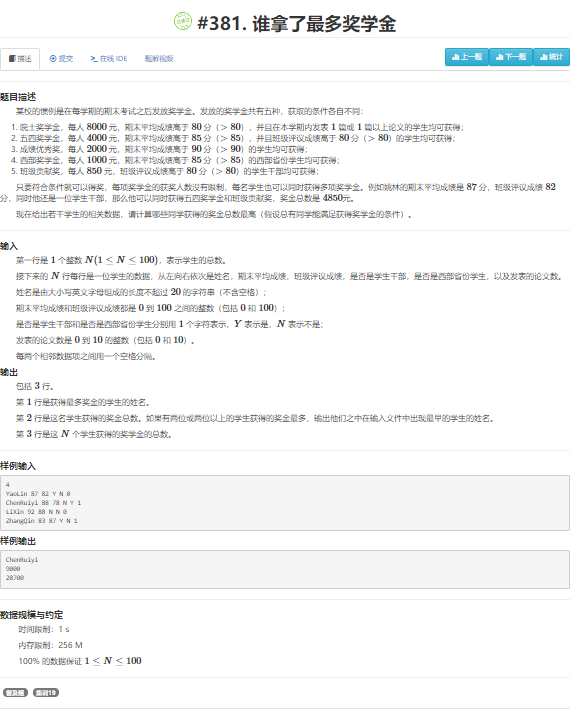 #381. 谁拿了最多奖学金
描述 提交 在线 IDE 题解视频 上一题 下一题 统计
题目描述
某校的惯例是在每学期的期末考试之后发放奖学金。发放的奖学金共有五种，获取的条件各自不同：
1. 院士奖学金，每人 8000 元，期末平均成绩高于 80 分（> 80），并且在本学期内发表 1 篇或 1 篇以上论文的学生均可获得；
2. 五四奖学金，每人 4000 元，期末平均成绩高于 85 分（> 85），并且班级评议成绩高于 80 分（> 80）的学生均可获得；
3. 成绩优秀奖，每人 2000 元，期末平均成绩高于 90 分（> 90）的学生均可获得；
4. 西部奖学金，每人 1000 元，期末平均成绩高于 85 分（> 85）的西部省份学生均可获得；
5. 班级贡献奖，每人 850 元，班级评议成绩高于 80 分（> 80）的学生干部均可获得；
只要符合条件就可以得奖，每项奖学金的获奖人数没有限制，每名学生也可以同时获得多项奖学金。例如姚林的期末平均成绩是 87 分，班级评议成绩 82
分，同时他还是一位学生干部，那么他可以同时获得五四奖学金和班级贡献奖，奖金总数是 4850元。
现在给出若干学生的相关数据，请计算哪些同学获得的奖金总数最高（假设总有同学能满足获得奖学金的条件）。
输入
第一行是 1 个整数 N(1 ≤ N ≤ 100)，表示学生的总数。
接下来的 N 行每行是一位学生的数据，从左向右依次是姓名，期末平均成绩，班级评议成绩，是否是学生干部，是否是西部省份学生，以及发表的论文数。
姓名是由大小写英文字母组成的长度不超过 20 的字符串（不含空格）；
期末平均成绩和班级评议成绩都是 0 到 100 之间的整数（包括 0 和 100）；
是否是学生干部和是否是西部省份学生分别用 1 个字符表示，Y 表示是，N 表示不是；
发表的论文数是 0 到 10 的整数（包括 0 和 10）。
每两个相邻数据项之间用一个空格分隔。
输出
包括 3 行。
第 1 行是获得最多奖金的学生的姓名。
第 2 行是这名学生获得的奖金总数。如果有两位或两位以上的学生获得的奖金最多，输出他们之中在输入文件中出现最早的学生的姓名。
第 3 行是这 N 个学生获得的奖学金的总数。
样例输入
4
YaoLin 87 82 Y N 0
ChenRuiyi 88 78 N Y 1
LiXin 92 88 N N 0
ZhangQin 83 87 Y N 1
样例输出
ChenRuiyi
9000
28700
数据规模与约定
时间限制：1 s
内存限制：256 M
100% 的数据保证 1 ≤ N ≤ 100
普及组 集训19